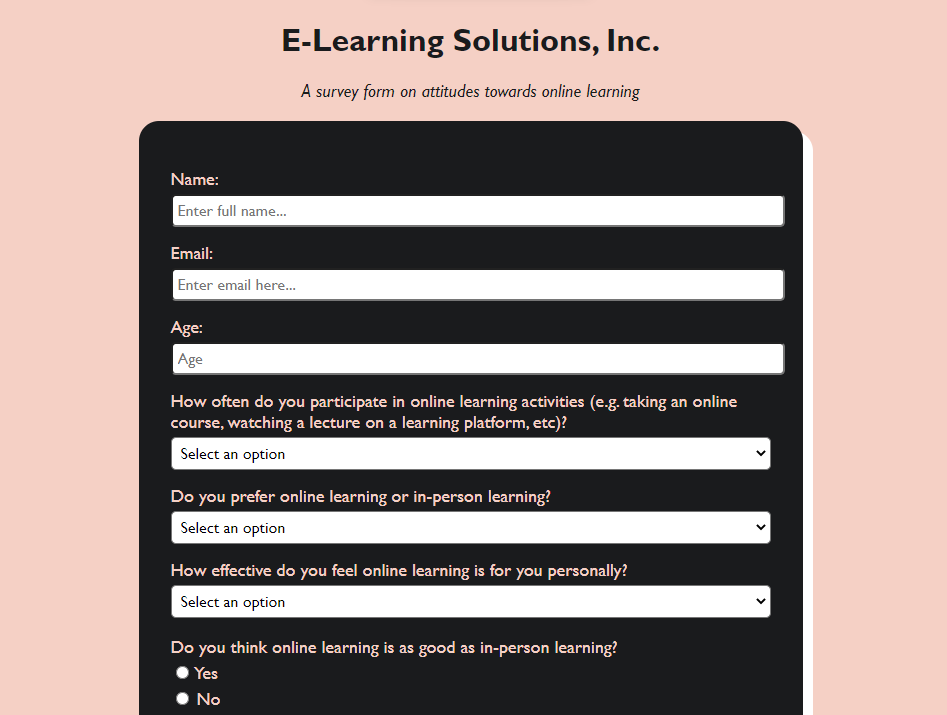 E-Learning Solutions, Inc.
A survey form on attitudes towards online learning
Name:
Enter full name...
Email:
Enter email here...
Age:
Age
How often do you participate in online learning activities (e.g. taking an online
course, watching a lecture on a learning platform, etc)?
Select an option
Do you prefer online learning or in-person learning?
Select an option
How effective do you feel online learning is for you personally?
Select an option
Do you think online learning is as good as in-person learning?
Yes
No